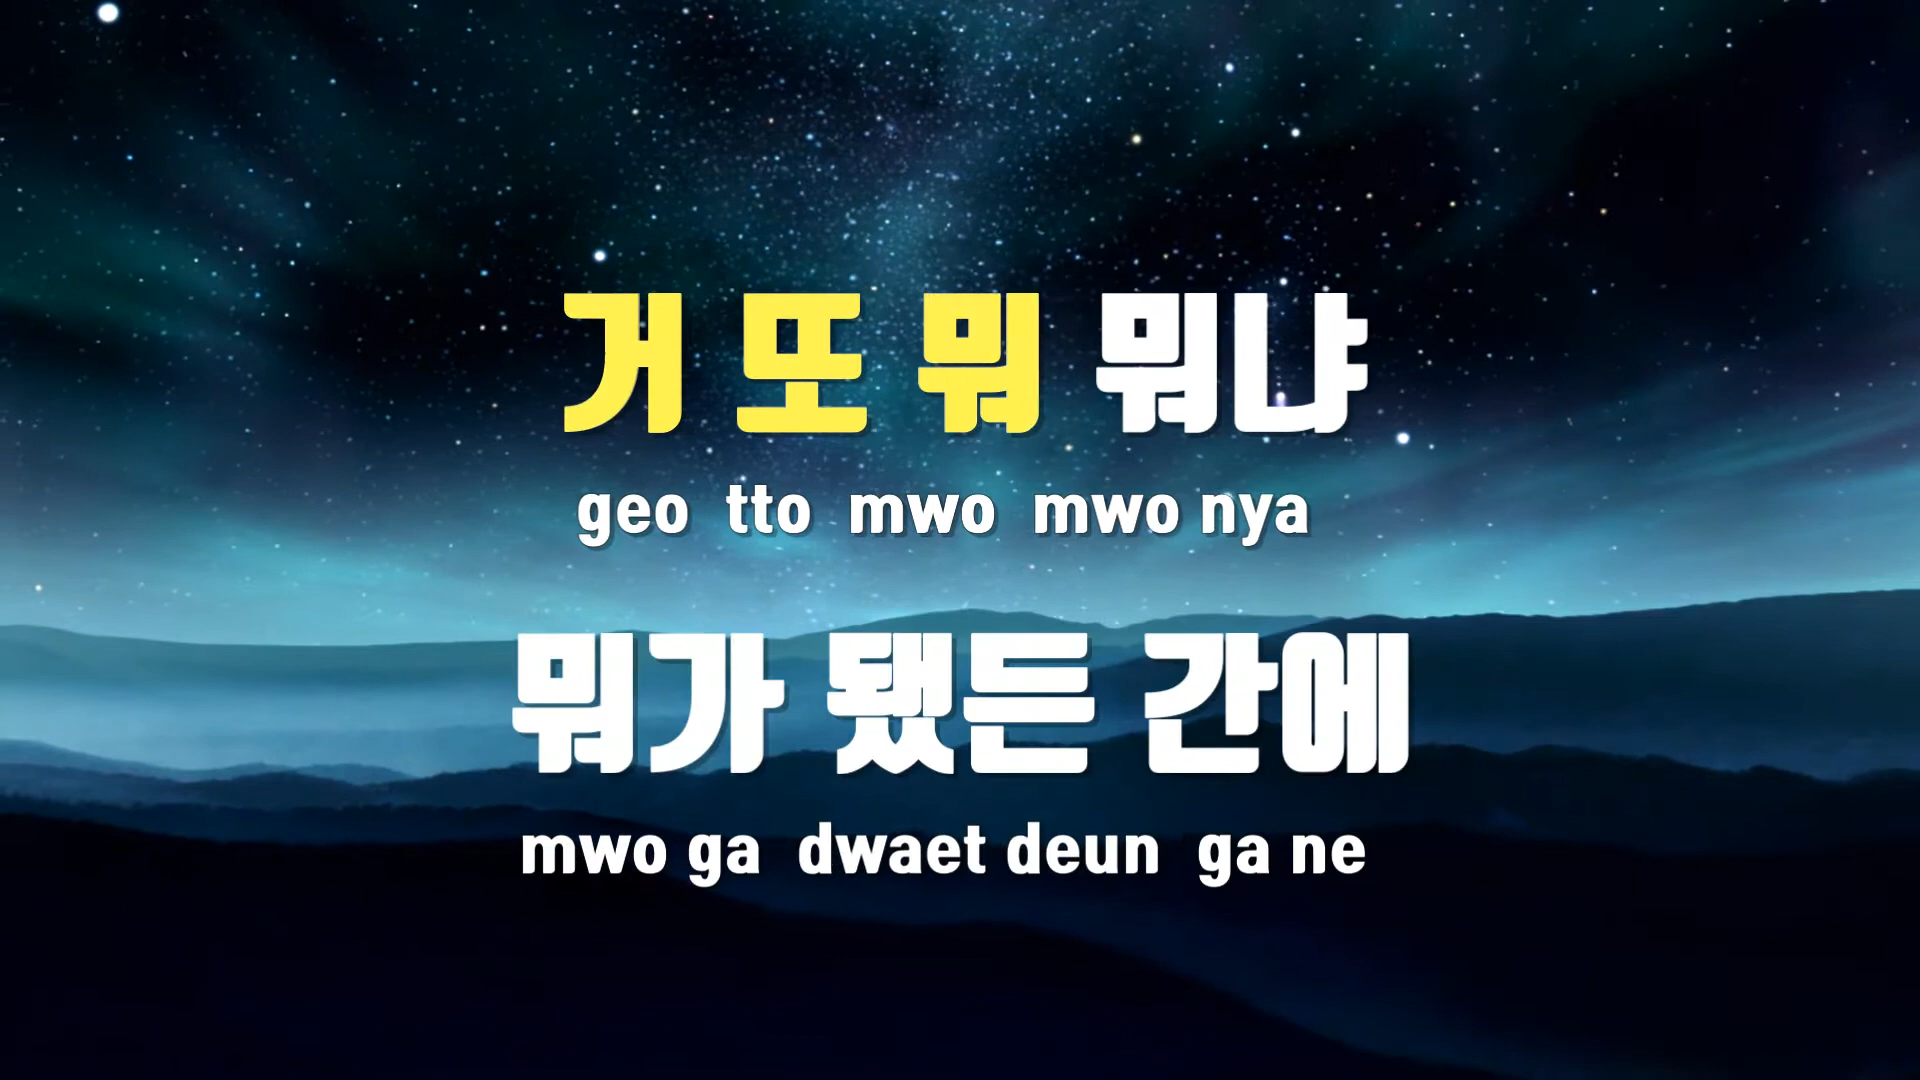 거 또 뭐 뭐냐
geo tto mwo mwo nya
뭐가 됐든 간에
mwo ga dwaet deun ga ne